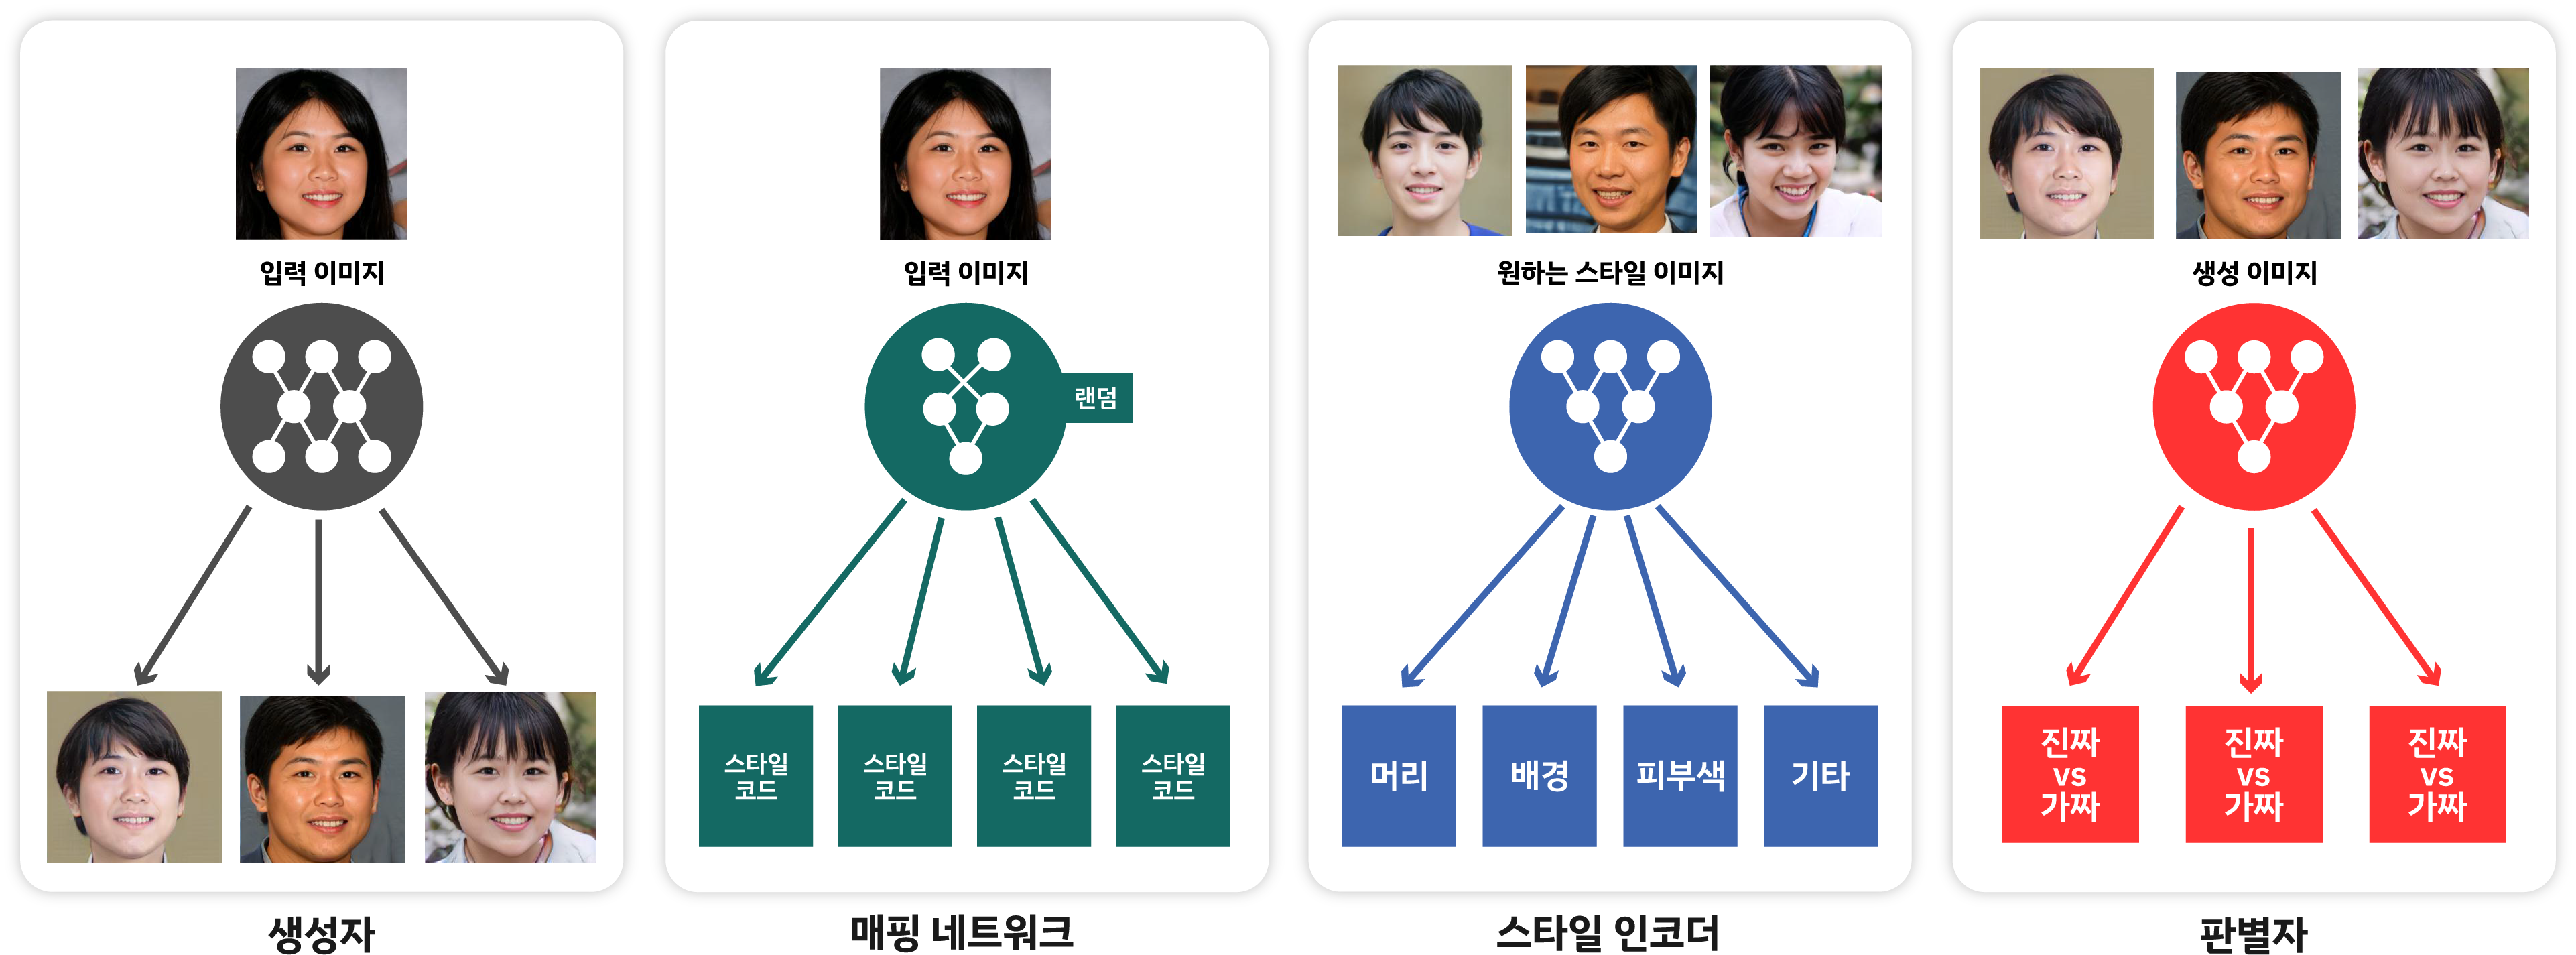 입력 이미지
생성자
입력 이미지
랜덤
스타일
코드
스타일
코드
스타일
코드
스타일
코드
매핑 네트워크
원하는 스타일 이미지
머리
배경
피부색
기타
스타일 인코더
생성 이미지
진짜
vs
가짜
진짜
vs
가짜
진짜
vs
가짜
판별자